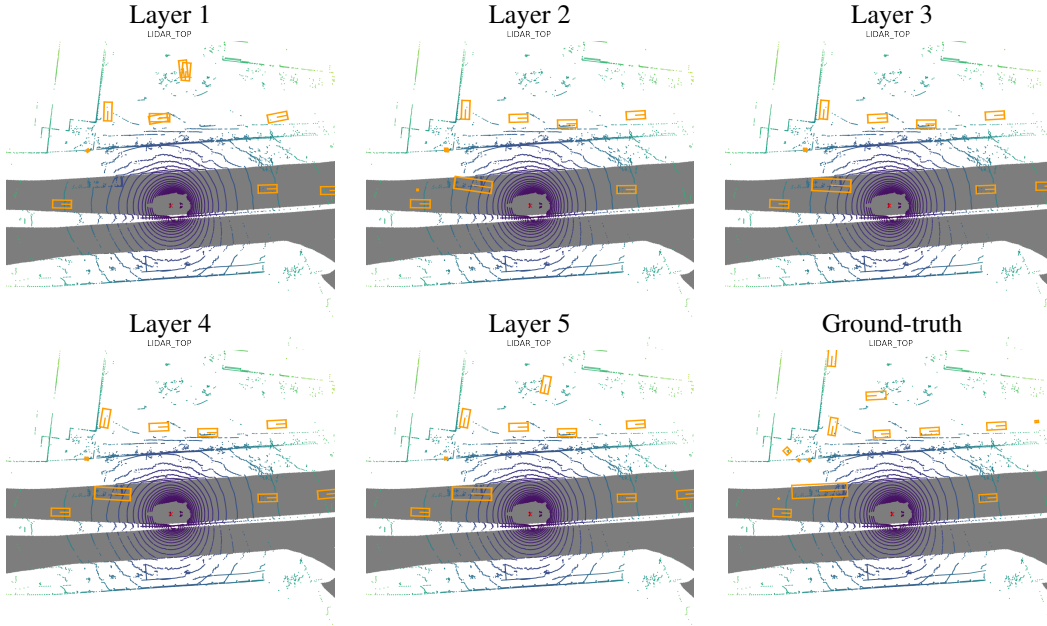 Layer 1
LIDAR_TOP
Layer 2
LIDAR_TOP
Layer 3
LIDAR_TOP
Layer 4
LIDAR_TOP
Layer 5
LIDAR_TOP
Ground-truth
LIDAR_TOP